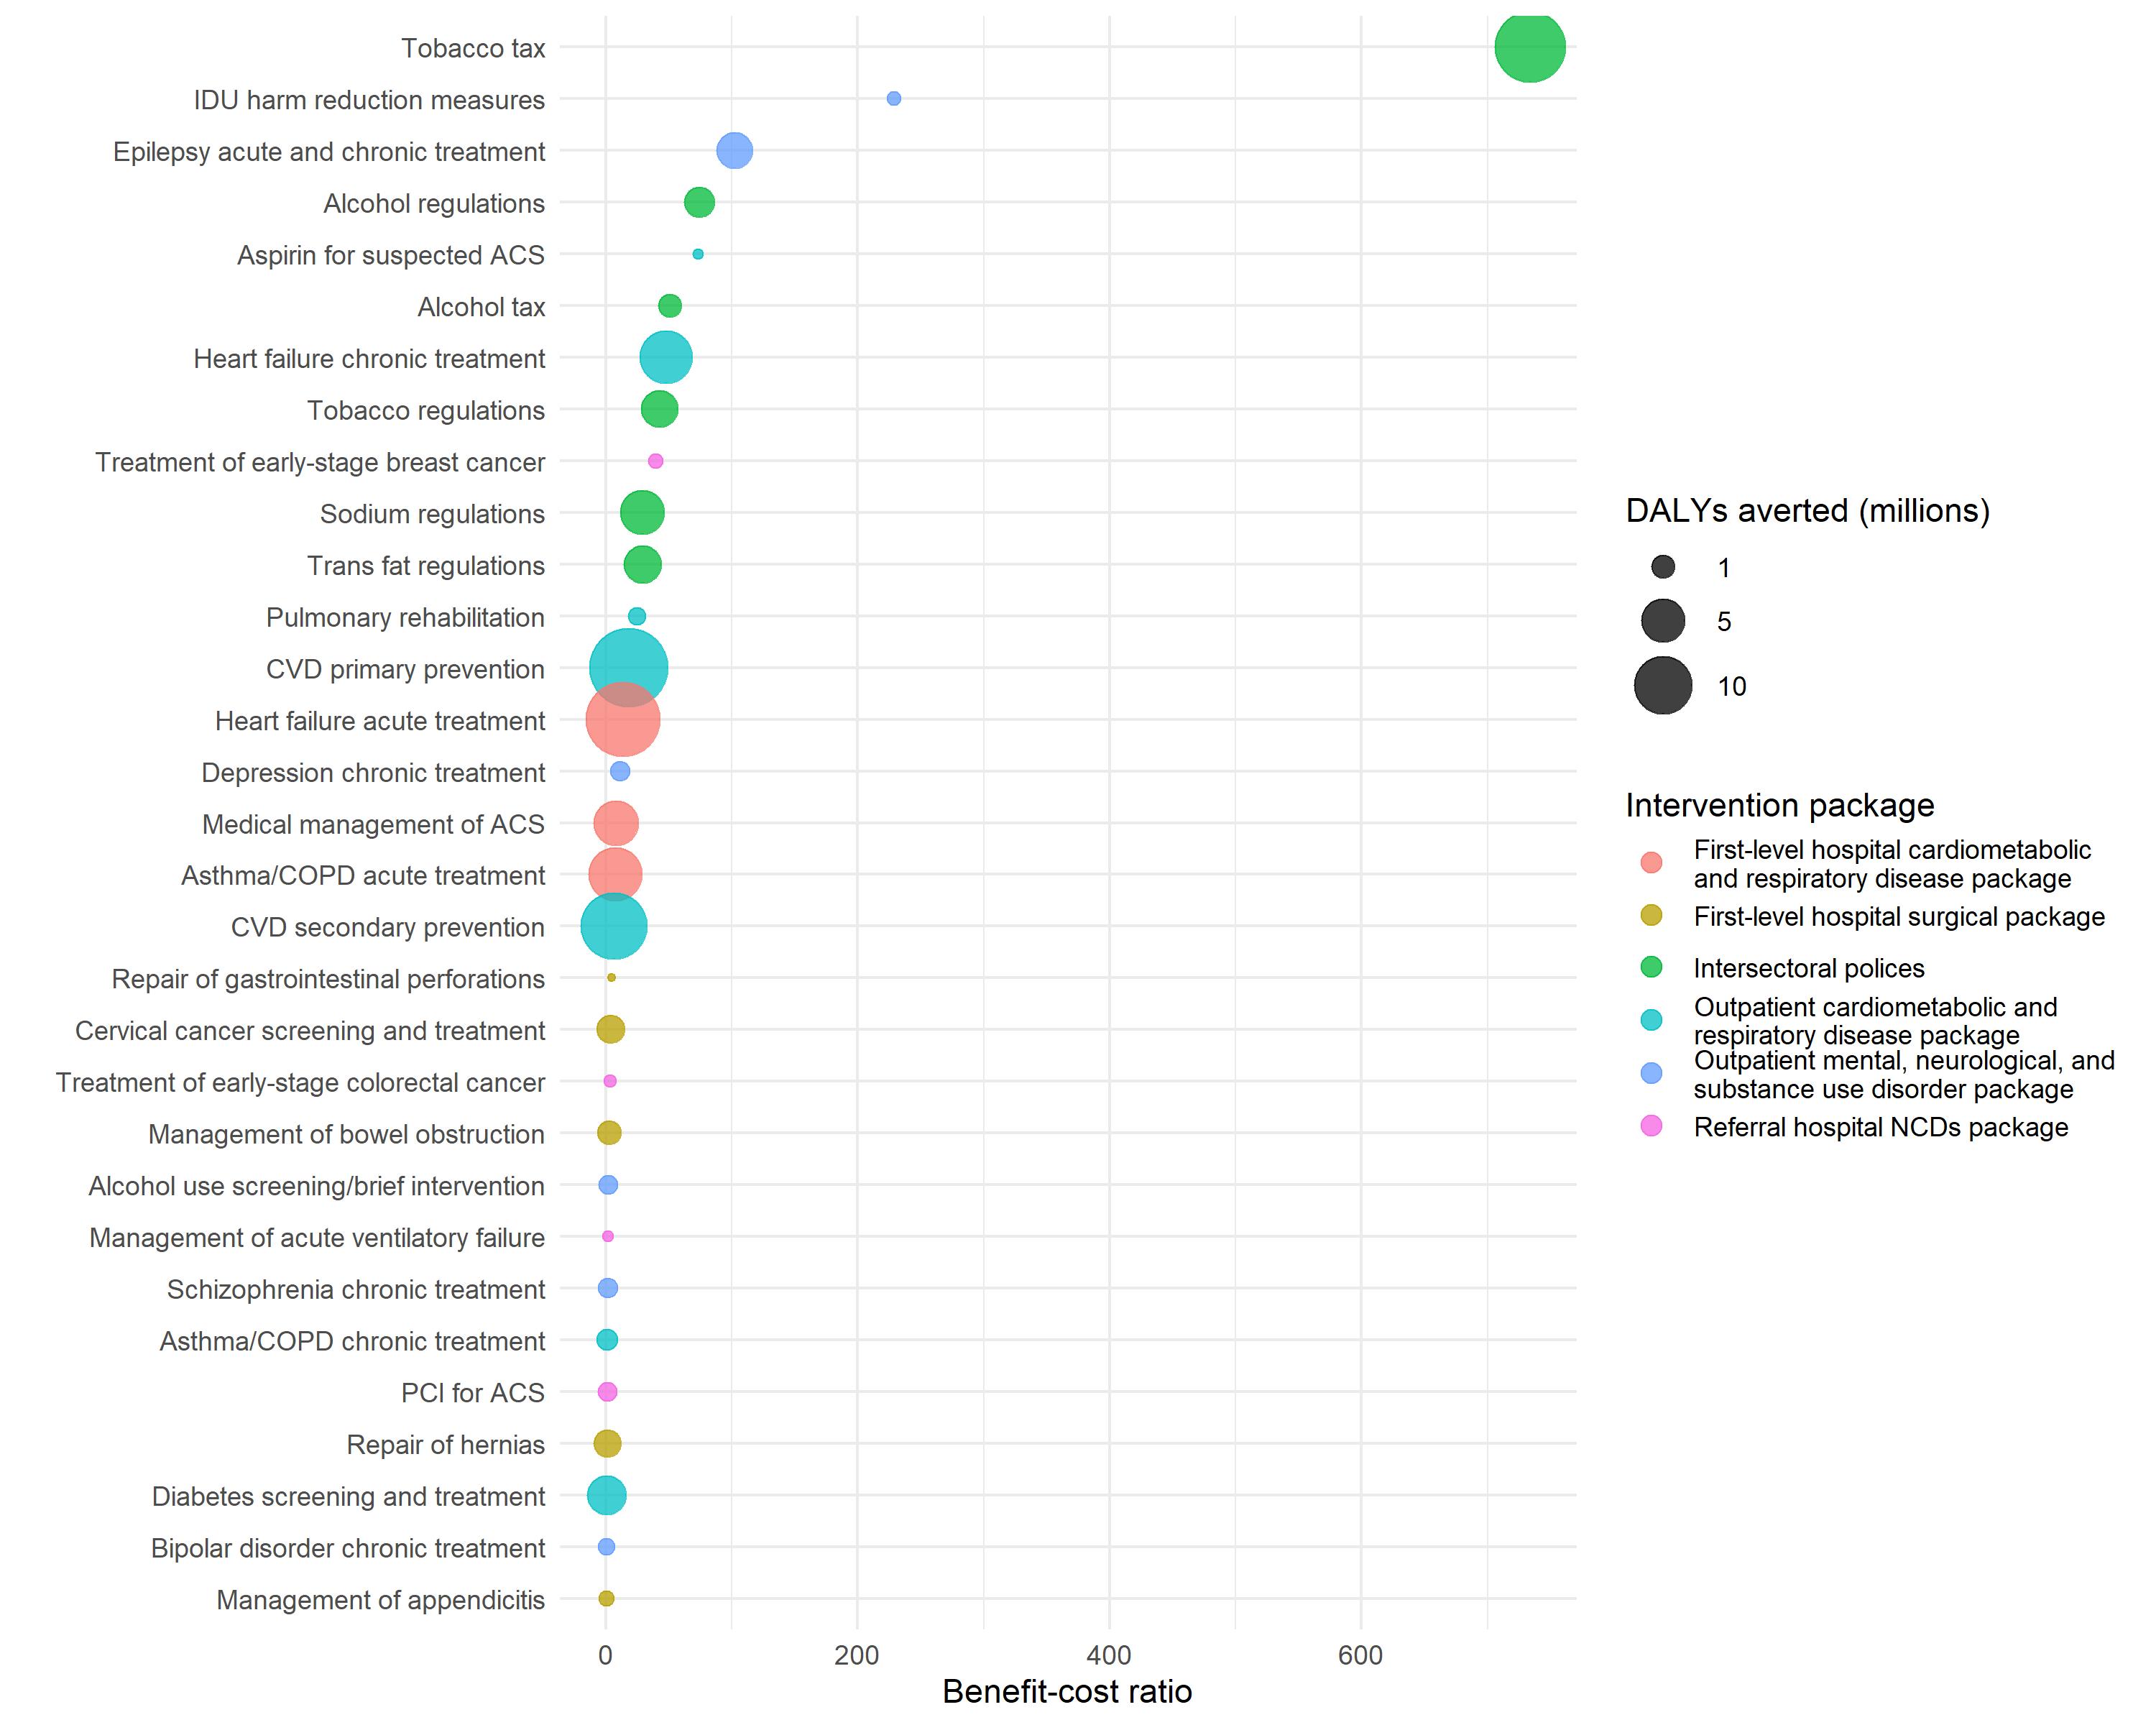 Tobacco tax
IDU harm reduction measures
Epilepsy acute and chronic treatment
Alcohol regulations
Aspirin for suspected ACS
Alcohol tax
Heart failure chronic treatment
Tobacco regulations
Treatment of early-stage breast cancer
Sodium regulations
Trans fat regulations
Pulmonary rehabilitation
CVD primary prevention
Heart failure acute treatment
Depression chronic treatment
Medical management of ACS
Asthma/COPD acute treatment
CVD secondary prevention
Repair of gastrointestinal perforations
Cervical cancer screening and treatment
Treatment of early-stage colorectal cancer
Management of bowel obstruction
Alcohol use screening/brief intervention
Management of acute ventilatory failure
Schizophrenia chronic treatment
Asthma/COPD chronic treatment
PCI for ACS
Repair of hernias
Diabetes screening and treatment
Bipolar disorder chronic treatment
Management of appendicitis
0 200 400 600
Benefit-cost ratio
DALYs averted (millions)
1
5
10
Intervention package
First-level hospital cardiometabolic
and respiratory disease package
First-level hospital surgical package
Intersectoral polices
Outpatient cardiometabolic and
respiratory disease package
Outpatient mental, neurological, and
substance use disorder package
Referral hospital NCDs package